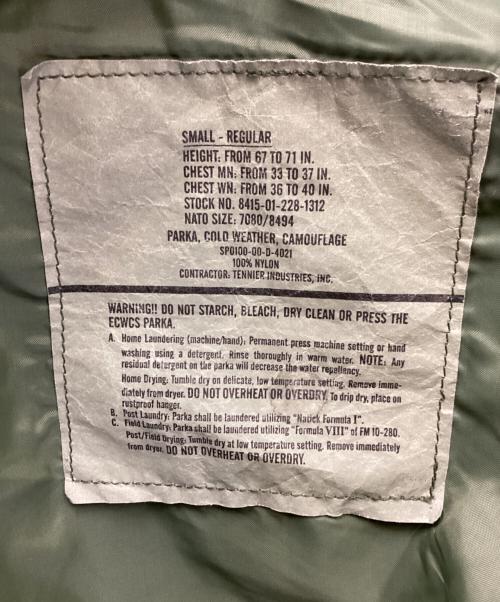 SMALL - REGULAR
HEIGHT: FROM 67 TO 71 IN.
CHEST MN: FROM 33 TO 37 IN.
CHEST WN: FROM 36 TO 40 IN.
STOCK NO. 8415-01-228-1312
NATO SIZE: 7080/8494
PARKA, COLD WEATHER, CAMOUFLAGE
SPO100-00-D-4021
100% NYLON
CONTRACTOR: TENNIER INDUSTRIES, INC.
WARNING!! DO NOT STARCH, BLEACH, DRY CLEAN OR PRESS THE
ECWCS PARKA.
A. Home Laundering (machine/hand): Permanent press machine setting or hand
washing using a detergent. Rinse thoroughly in warm water. NOTE: Any
residual detergent on the parka will decrease the water repellency.
Home Drying: Tumble dry on delicate, low temperature setting. Remove imme-
diately from dryer. DO NOT OVERHEAT OR OVERDRY. To drip dry, place on
rustproof hanger.
B. Post Laundry: Parka shall be laundered utilizing "Natick Formula I".
C. Field Laundry: Parka shall be laundered utilizing "Formula VIII" of FM 10-280.
Post/Field Drying: Tumble dry at low temperature setting. Remove immediately
from dryer. DO NOT OVERHEAT OR OVERDRY.